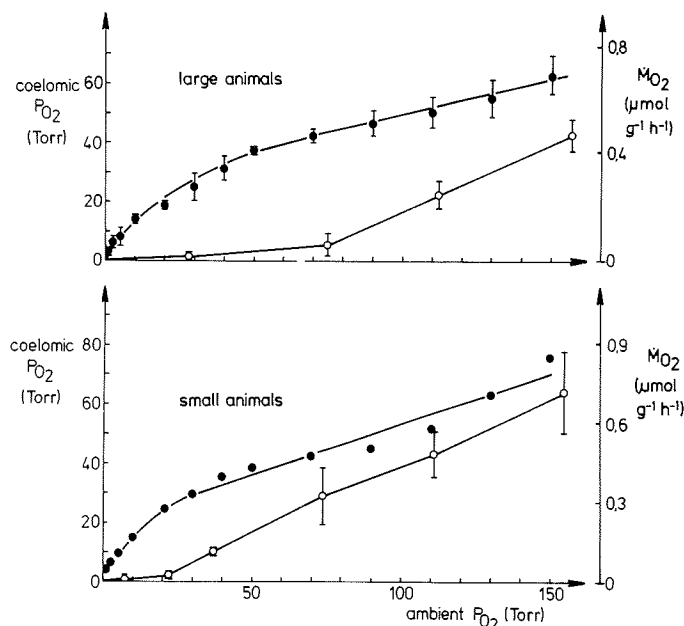 large animals
coelomic
PO2
(Torr)
60
40
20
0
0,8
0,4
0
ṀO2
(µmol
g⁻¹ h⁻¹)
small animals
coelomic
PO2
(Torr)
80
60
40
20
0
0,9
0,6
0,3
0
ṀO2
(µmol
g⁻¹ h⁻¹)
50
100
150
ambient PO2 (Torr)